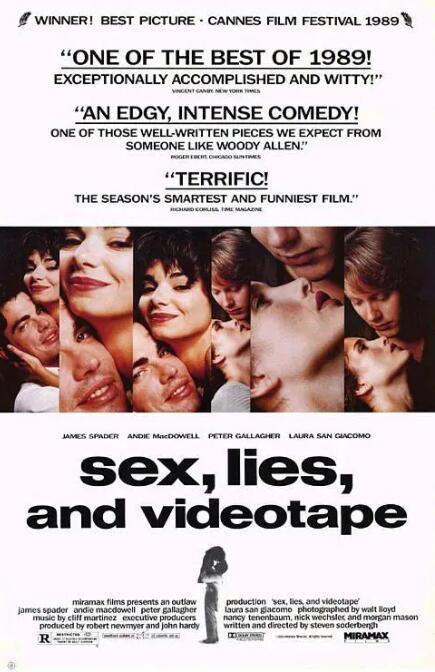 WINNER! BEST PICTURE · CANNES FILM FESTIVAL 1989
“ONE OF THE BEST OF 1989!
EXCEPTIONALLY ACCOMPLISHED AND WITTY!”
VINCENT CANBY, NEW YORK TIMES
“AN EDGY, INTENSE COMEDY!
ONE OF THOSE WELL-WRITTEN PIECES WE EXPECT FROM
SOMEONE LIKE WOODY ALLEN.”
ROGER EBERT, CHICAGO SUN-TIMES
“TERRIFIC!
THE SEASON'S SMARTEST AND FUNNIEST FILM.”
RICHARD CORLISS, TIME MAGAZINE
JAMES SPADER ANDIE MacDOWELL PETER GALLAGHER LAURA SAN GIACOMO
sex, lies,
and videotape
miramax films presents an outlaw production 'sex, lies, and videotape'
james spader andie macdowell peter gallagher laura san giacomo photographed by walt lloyd
music by cliff martinez executive producers nancy tenenbaum, nick wechsler, and morgan mason
produced by robert newmyer and john hardy written and directed by steven soderbergh
R RESTRICTED
DOLBY STEREO
MIRAMAX
FILMS